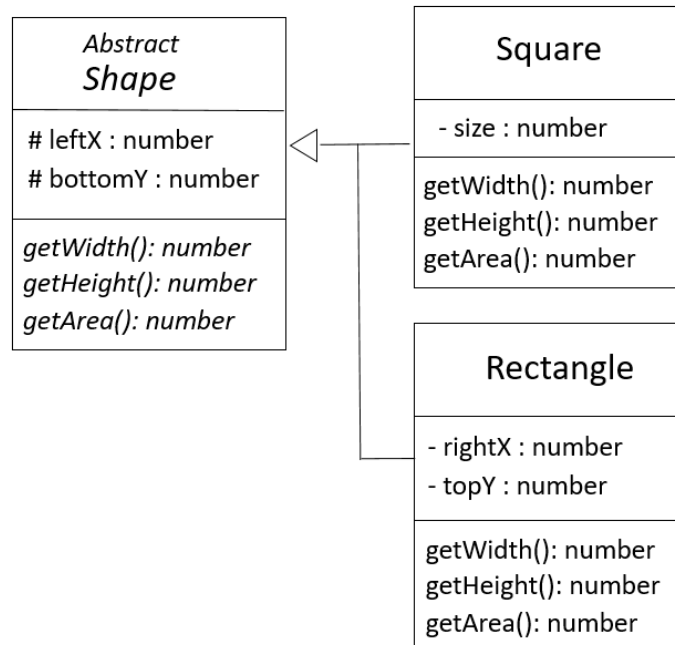 Abstract
Shape
# leftX : number
# bottomY : number
getWidth(): number
getHeight(): number
getArea(): number
Square
- size : number
getWidth(): number
getHeight(): number
getArea(): number
Rectangle
- rightX : number
- topY : number
getWidth(): number
getHeight(): number
getArea(): number